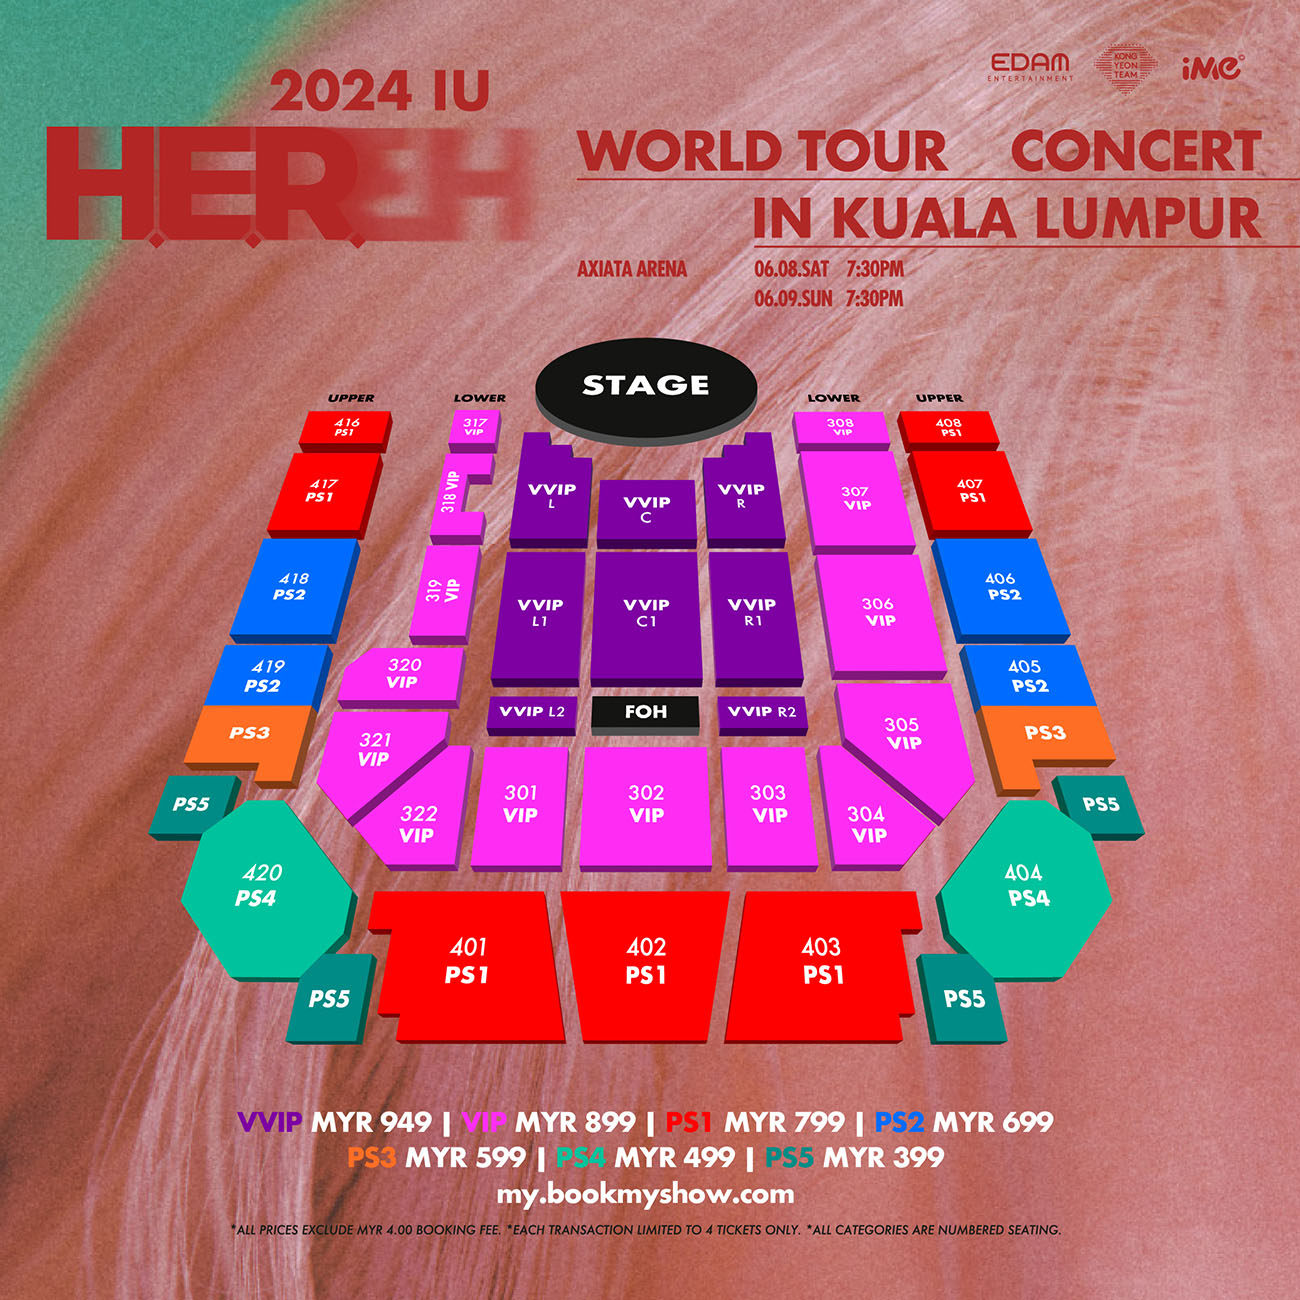 EDAM
ENTERTAINMENT
KONG
YEON
TEAM
iMe
2024 IU
H.E.R.EH
WORLD TOUR CONCERT
IN KUALA LUMPUR
AXIATA ARENA 06.08.SAT 7:30PM
06.09.SUN 7:30PM
STAGE
UPPER LOWER LOWER UPPER
416
PS1
317
VIP
308
VIP
408
PS1
417
PS1
318 VIP
VVIP
L
VVIP
C
VVIP
R
307
VIP
407
PS1
418
PS2
319
VIP
VVIP
L1
VVIP
C1
VVIP
R1
306
VIP
406
PS2
419
PS2
320
VIP
405
PS2
PS3
321
VIP
VVIP L2
FOH
VVIP R2
305
VIP
PS3
PS5
322
VIP
301
VIP
302
VIP
303
VIP
304
VIP
PS5
420
PS4
404
PS4
PS5
401
PS1
402
PS1
403
PS1
PS5
VVIP MYR 949 | VIP MYR 899 | PS1 MYR 799 | PS2 MYR 699
PS3 MYR 599 | PS4 MYR 499 | PS5 MYR 399
my.bookmyshow.com
*ALL PRICES EXCLUDE MYR 4.00 BOOKING FEE. *EACH TRANSACTION LIMITED TO 4 TICKETS ONLY. *ALL CATEGORIES ARE NUMBERED SEATING.